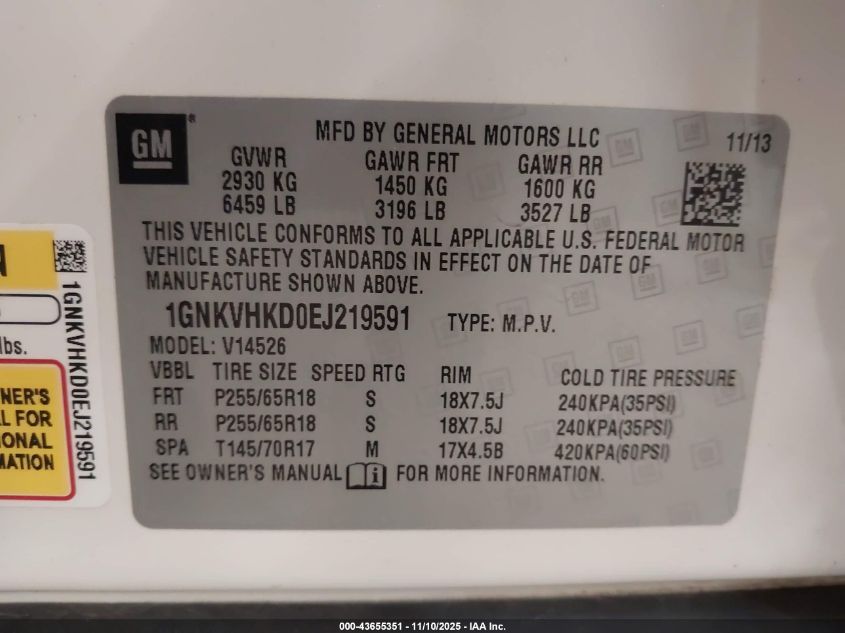 GM ®
MFD BY GENERAL MOTORS LLC
11/13
GVWR GAWR FRT GAWR RR
2930 KG 1450 KG 1600 KG
6459 LB 3196 LB 3527 LB
THIS VEHICLE CONFORMS TO ALL APPLICABLE U.S. FEDERAL MOTOR
VEHICLE SAFETY STANDARDS IN EFFECT ON THE DATE OF
MANUFACTURE SHOWN ABOVE.
1GNKVHKD0EJ219591 TYPE: M.P.V.
MODEL: V14526
VBBL TIRE SIZE SPEED RTG RIM COLD TIRE PRESSURE
FRT P255/65R18 S 18X7.5J 240KPA(35PSI)
RR P255/65R18 S 18X7.5J 240KPA(35PSI)
SPA T145/70R17 M 17X4.5B 420KPA(60PSI)
SEE OWNER'S MANUAL FOR MORE INFORMATION.
lbs.
NER'S
L FOR
IONAL
MATION
1GNKVHKD0EJ219591
000-43655351 - 11/10/2025 - IAA Inc.